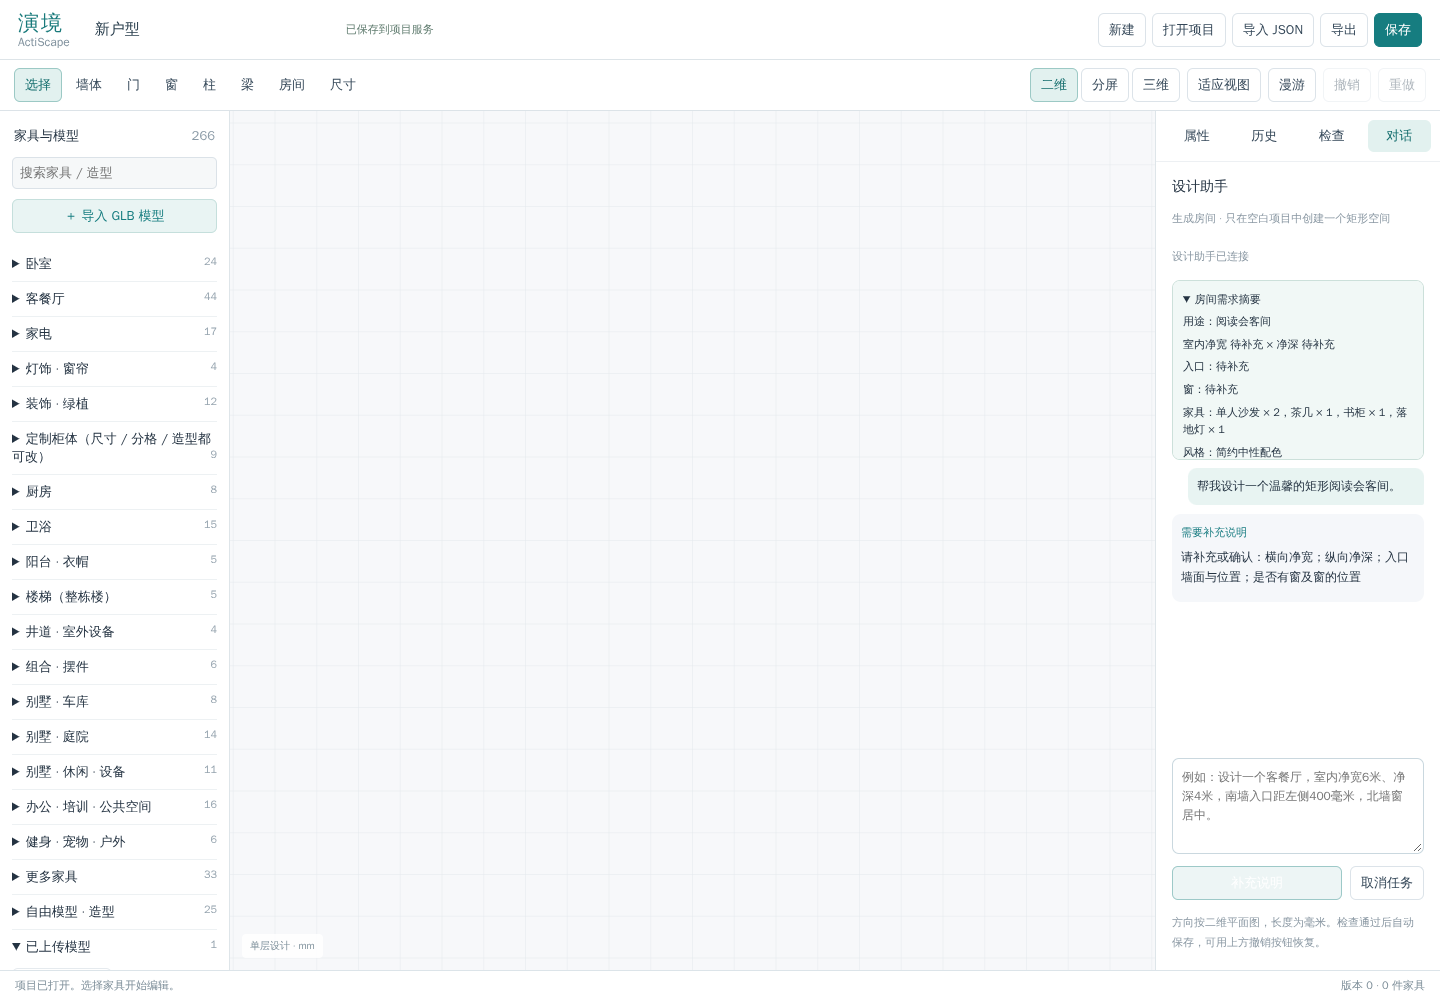 演境
ActiScape
新户型
已保存到项目服务
新建
打开项目
导入 JSON
导出
保存
选择
墙体
门
窗
柱
梁
房间
尺寸
二维
分屏
三维
适应视图
漫游
撤销
重做
家具与模型
266
搜索家具 / 造型
+ 导入 GLB 模型
▶ 卧室 24
▶ 客餐厅 44
▶ 家电 17
▶ 灯饰 · 窗帘 4
▶ 装饰 · 绿植 12
▶ 定制柜体（尺寸 / 分格 / 造型都
可改） 9
▶ 厨房 8
▶ 卫浴 15
▶ 阳台 · 衣帽 5
▶ 楼梯（整栋楼） 5
▶ 井道 · 室外设备 4
▶ 组合 · 摆件 6
▶ 别墅 · 车库 8
▶ 别墅 · 庭院 14
▶ 别墅 · 休闲 · 设备 11
▶ 办公 · 培训 · 公共空间 16
▶ 健身 · 宠物 · 户外 6
▶ 更多家具 33
▶ 自由模型 · 造型 25
▼ 已上传模型 1
单层设计 · mm
属性
历史
检查
对话
设计助手
生成房间 · 只在空白项目中创建一个矩形空间
设计助手已连接
▼ 房间需求摘要
用途：阅读会客间
室内净宽 待补充 × 净深 待补充
入口：待补充
窗：待补充
家具：单人沙发 × 2，茶几 × 1，书柜 × 1，落
地灯 × 1
风格：简约中性配色
帮我设计一个温馨的矩形阅读会客间。
需要补充说明
请补充或确认：横向净宽；纵向净深；入口
墙面与位置；是否有窗及窗的位置
例如：设计一个客餐厅，室内净宽6米、净
深4米，南墙入口距左侧400毫米，北墙窗
居中。
补充说明
取消任务
方向按二维平面图，长度为毫米。检查通过后自动
保存，可用上方撤销按钮恢复。
项目已打开。选择家具开始编辑。
版本 0 · 0 件家具